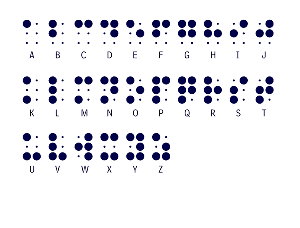 A B C D E F G H I J
K L M N O P Q R S T
U V W X Y Z